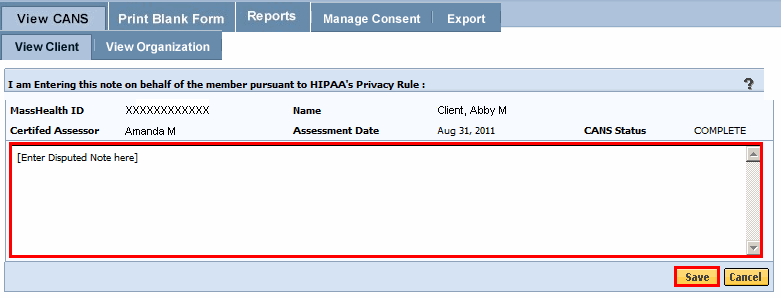 View CANS Print Blank Form Reports Manage Consent Export
View Client View Organization
I am Entering this note on behalf of the member pursuant to HIPAA's Privacy Rule : ?
MassHealth ID XXXXXXXXXXXX Name Client, Abby M
Certifed Assessor Amanda M Assessment Date Aug 31, 2011 CANS Status COMPLETE
[Enter Disputed Note here]
Save Cancel